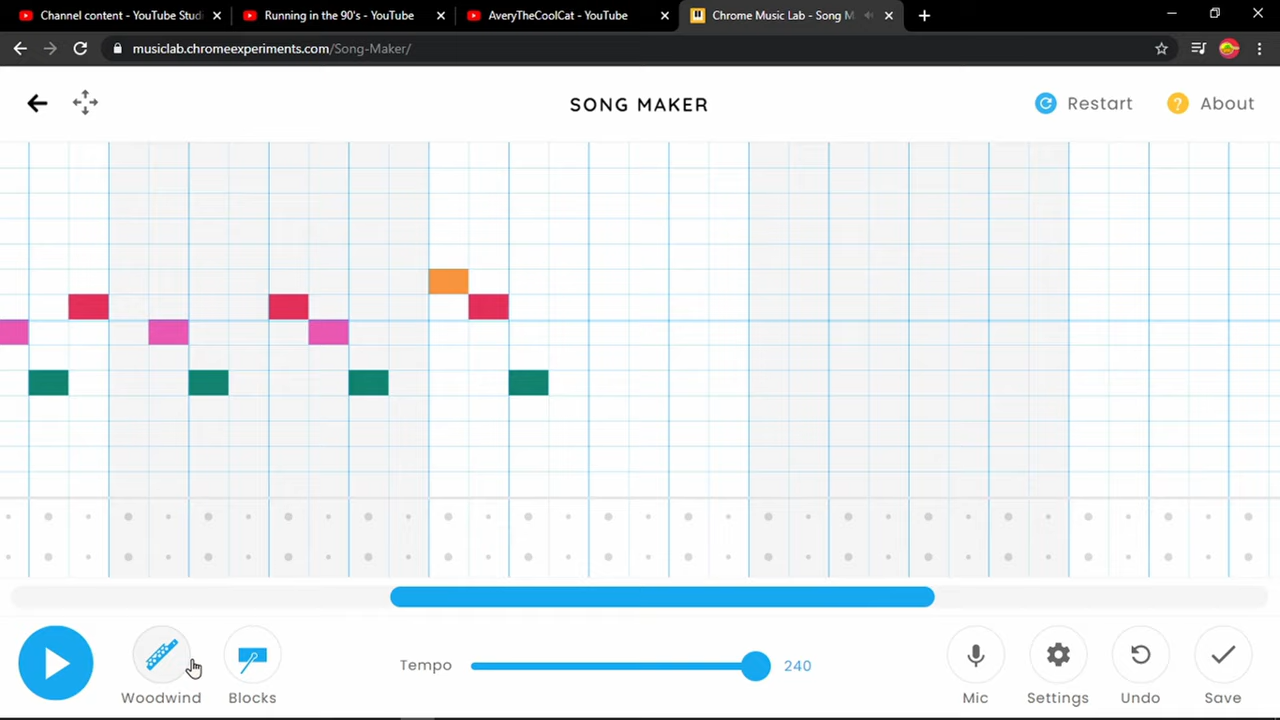 Channel content - YouTube Stud
Running in the 90's - YouTube
AveryTheCoolCat - YouTube
Chrome Music Lab - Song M
musiclab.chromeexperiments.com/Song-Maker/
SONG MAKER
Restart
? About
Woodwind
Blocks
Tempo
240
Mic
Settings
Undo
Save